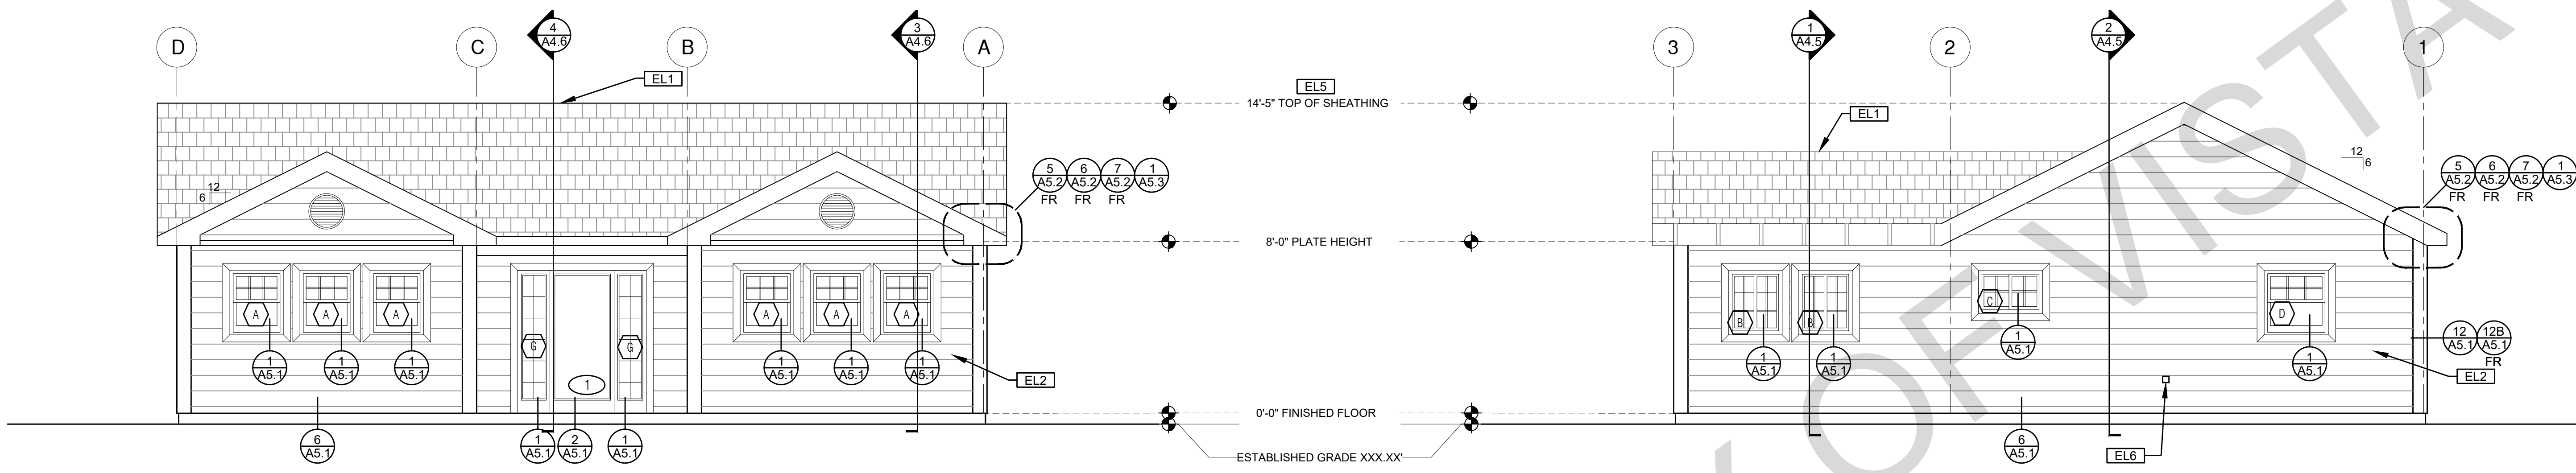 D
C
4
A4.6
B
3
A4.6
A
EL1
12
6
5
A5.2
FR
6
A5.2
FR
7
A5.2
FR
1
A5.3
A
A
A
G
1
G
A
A
A
1
A5.1
1
A5.1
1
A5.1
1
A5.1
1
A5.1
1
A5.1
EL2
6
A5.1
1
A5.1
2
A5.1
1
A5.1
EL5
14'-5" TOP OF SHEATHING
8'-0" PLATE HEIGHT
0'-0" FINISHED FLOOR
ESTABLISHED GRADE XXX.XX'
3
1
A4.5
2
2
A4.5
1
EL1
12
6
5
A5.2
FR
6
A5.2
FR
7
A5.2
FR
1
A5.3
B
B
C
D
1
A5.1
1
A5.1
1
A5.1
1
A5.1
12
A5.1
12B
A5.1
FR
EL2
6
A5.1
EL6
OF VISTA